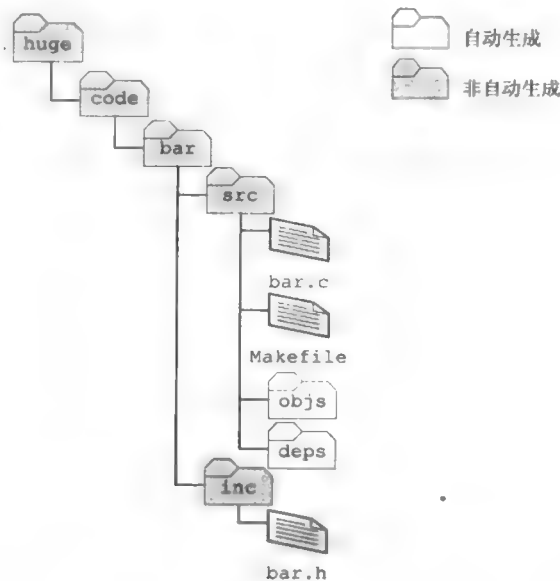 huge
自动生成
code
非自动生成
bar
src
bar.c
Makefile
objs
deps
inc
bar.h